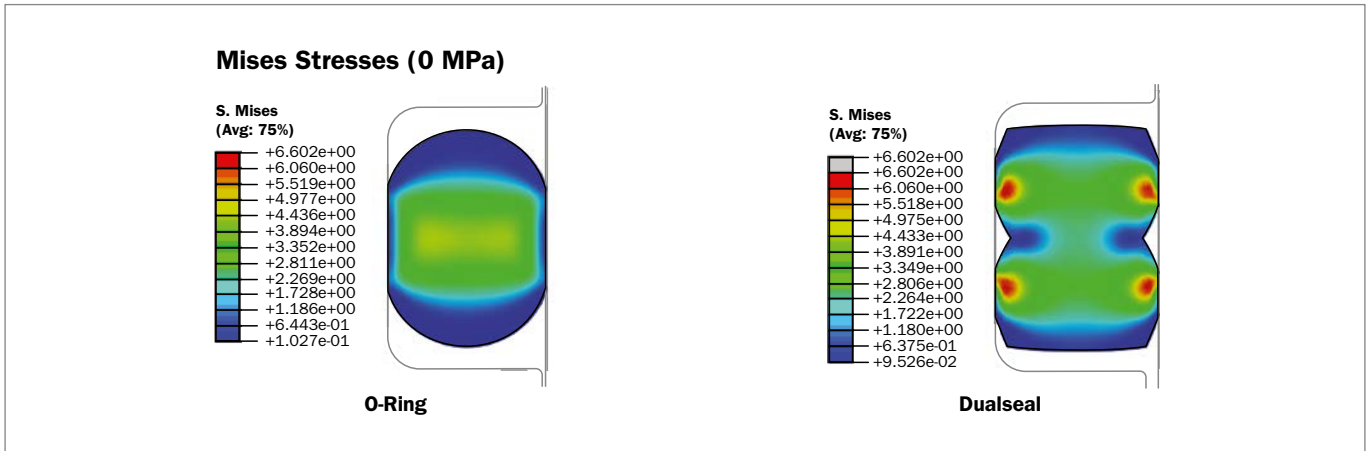 Mises Stresses (0 MPa)
S. Mises
(Avg: 75%)
+6.602e+00
+6.060e+00
+5.519e+00
+4.977e+00
+4.436e+00
+3.894e+00
+3.352e+00
+2.811e+00
+2.269e+00
+1.728e+00
+1.186e+00
+6.443e-01
+1.027e-01
O-Ring
S. Mises
(Avg: 75%)
+6.602e+00
+6.602e+00
+6.060e+00
+5.518e+00
+4.975e+00
+4.433e+00
+3.891e+00
+3.349e+00
+2.806e+00
+2.264e+00
+1.722e+00
+1.180e+00
+6.375e-01
+9.526e-02
Dualseal